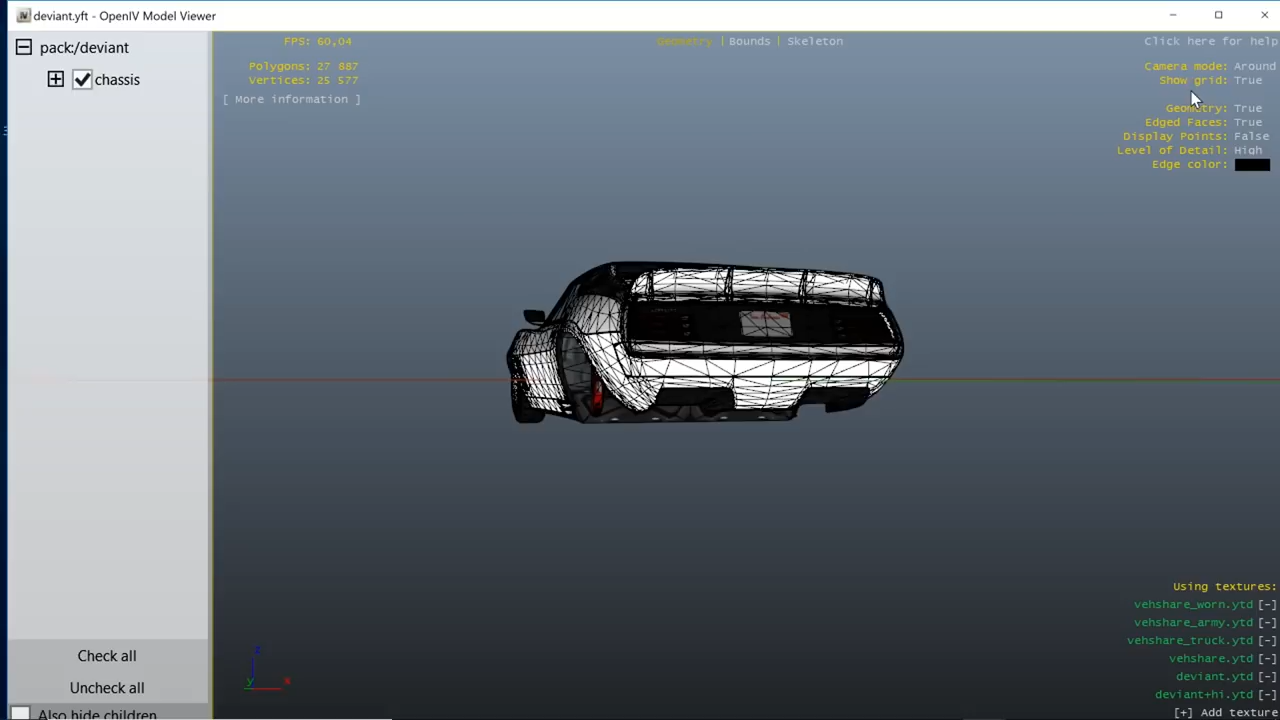 deviant.yft - OpenIV Model Viewer
pack:/deviant
chassis
FPS: 60,04
Polygons: 27 887
Vertices: 25 577
[ More information ]
Geometry | Bounds | Skeleton
Click here for help
Camera mode: Around
Show grid: True
Geometry: True
Edged Faces: True
Display Points: False
Level of Detail: High
Edge color:
z
y x
Using textures:
vehshare_worn.ytd [-]
vehshare_army.ytd [-]
vehshare_truck.ytd [-]
vehshare.ytd [-]
deviant.ytd [-]
deviant+hi.ytd [-]
[+] Add texture
Check all
Uncheck all
Also hide children